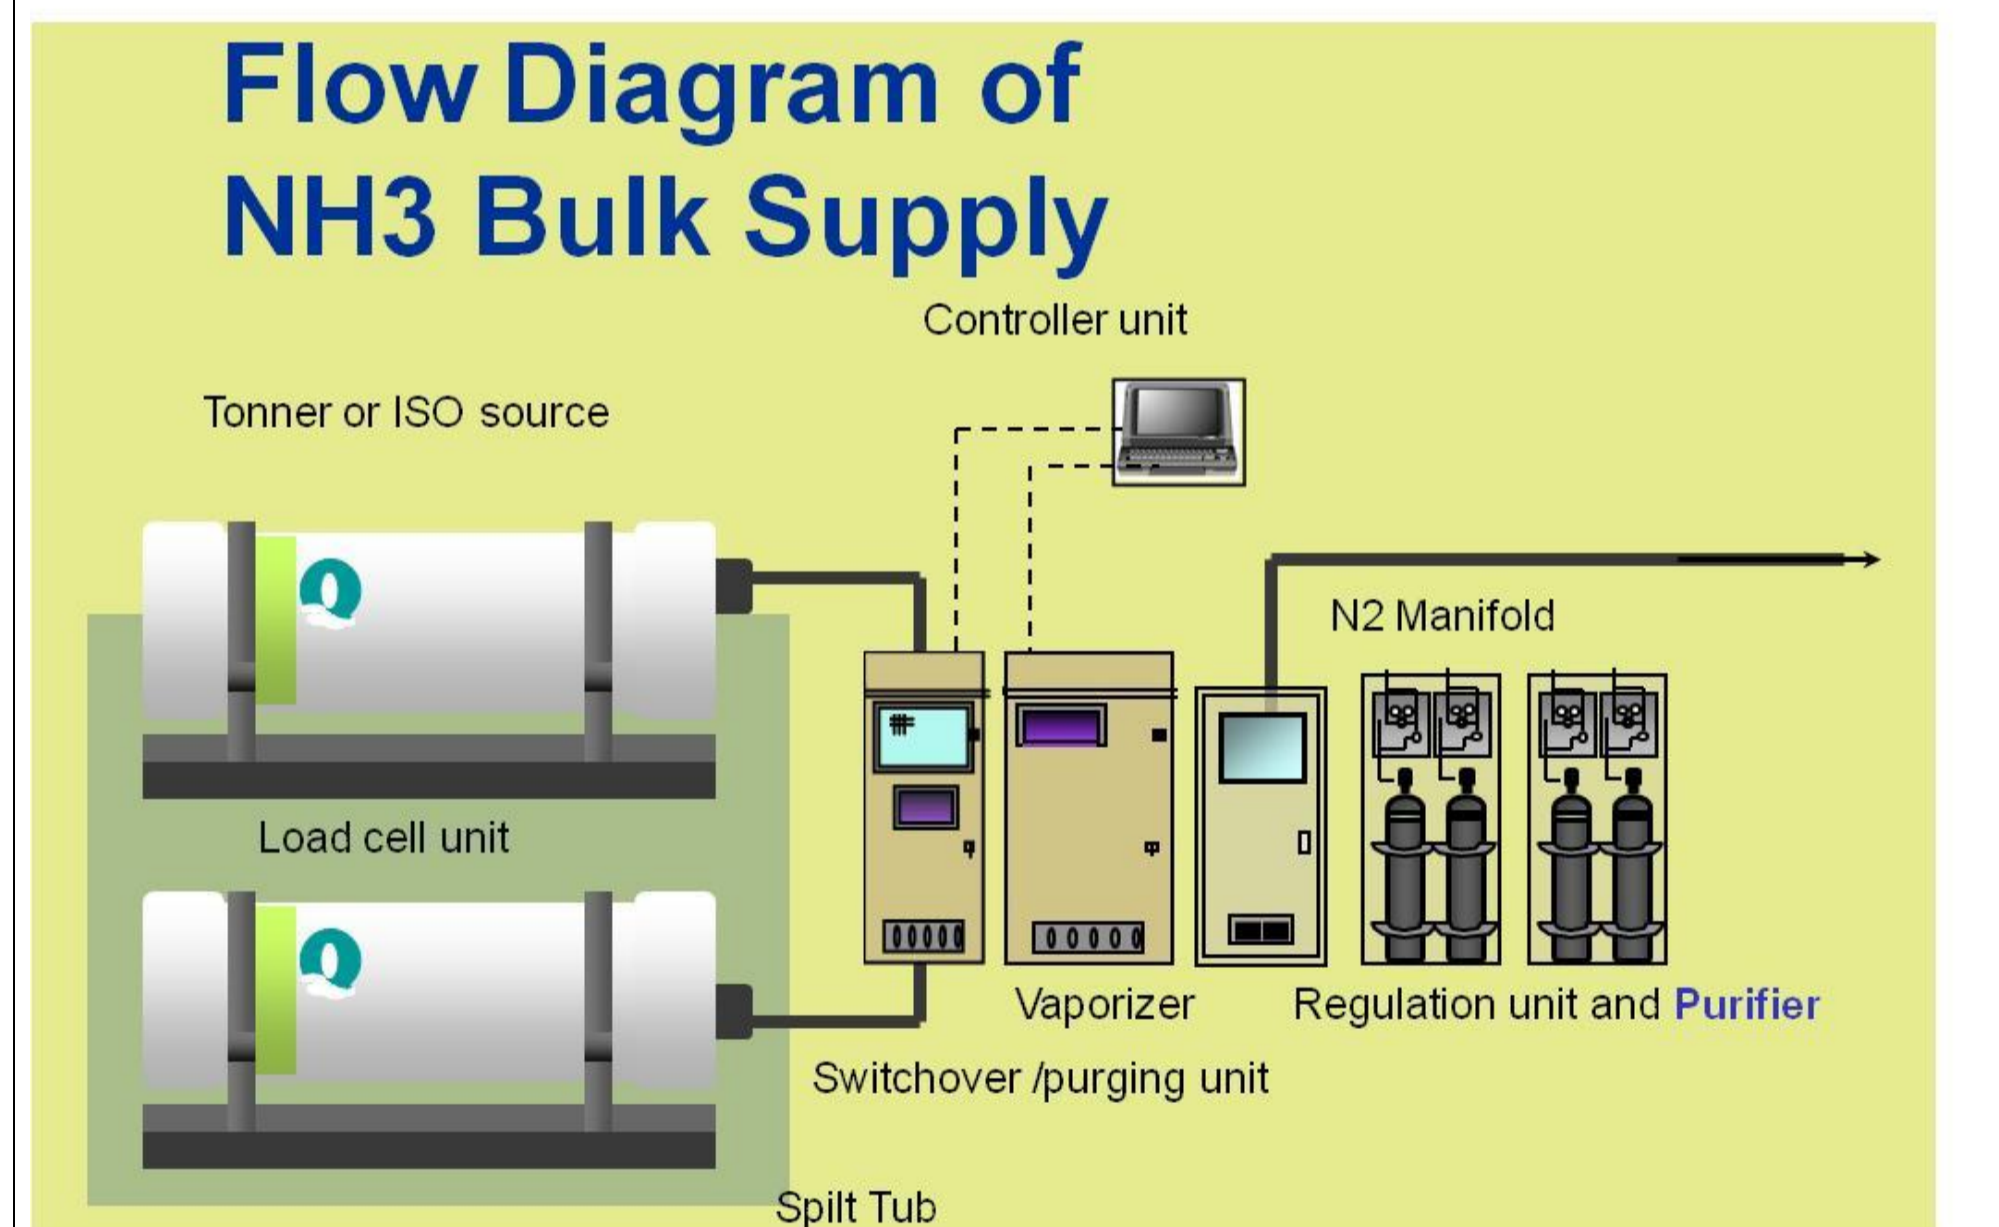 Flow Diagram of
NH3 Bulk Supply
Controller unit
Tonner or ISO source
N2 Manifold
Load cell unit
Vaporizer
Regulation unit and Purifier
Switchover /purging unit
Spilt Tub